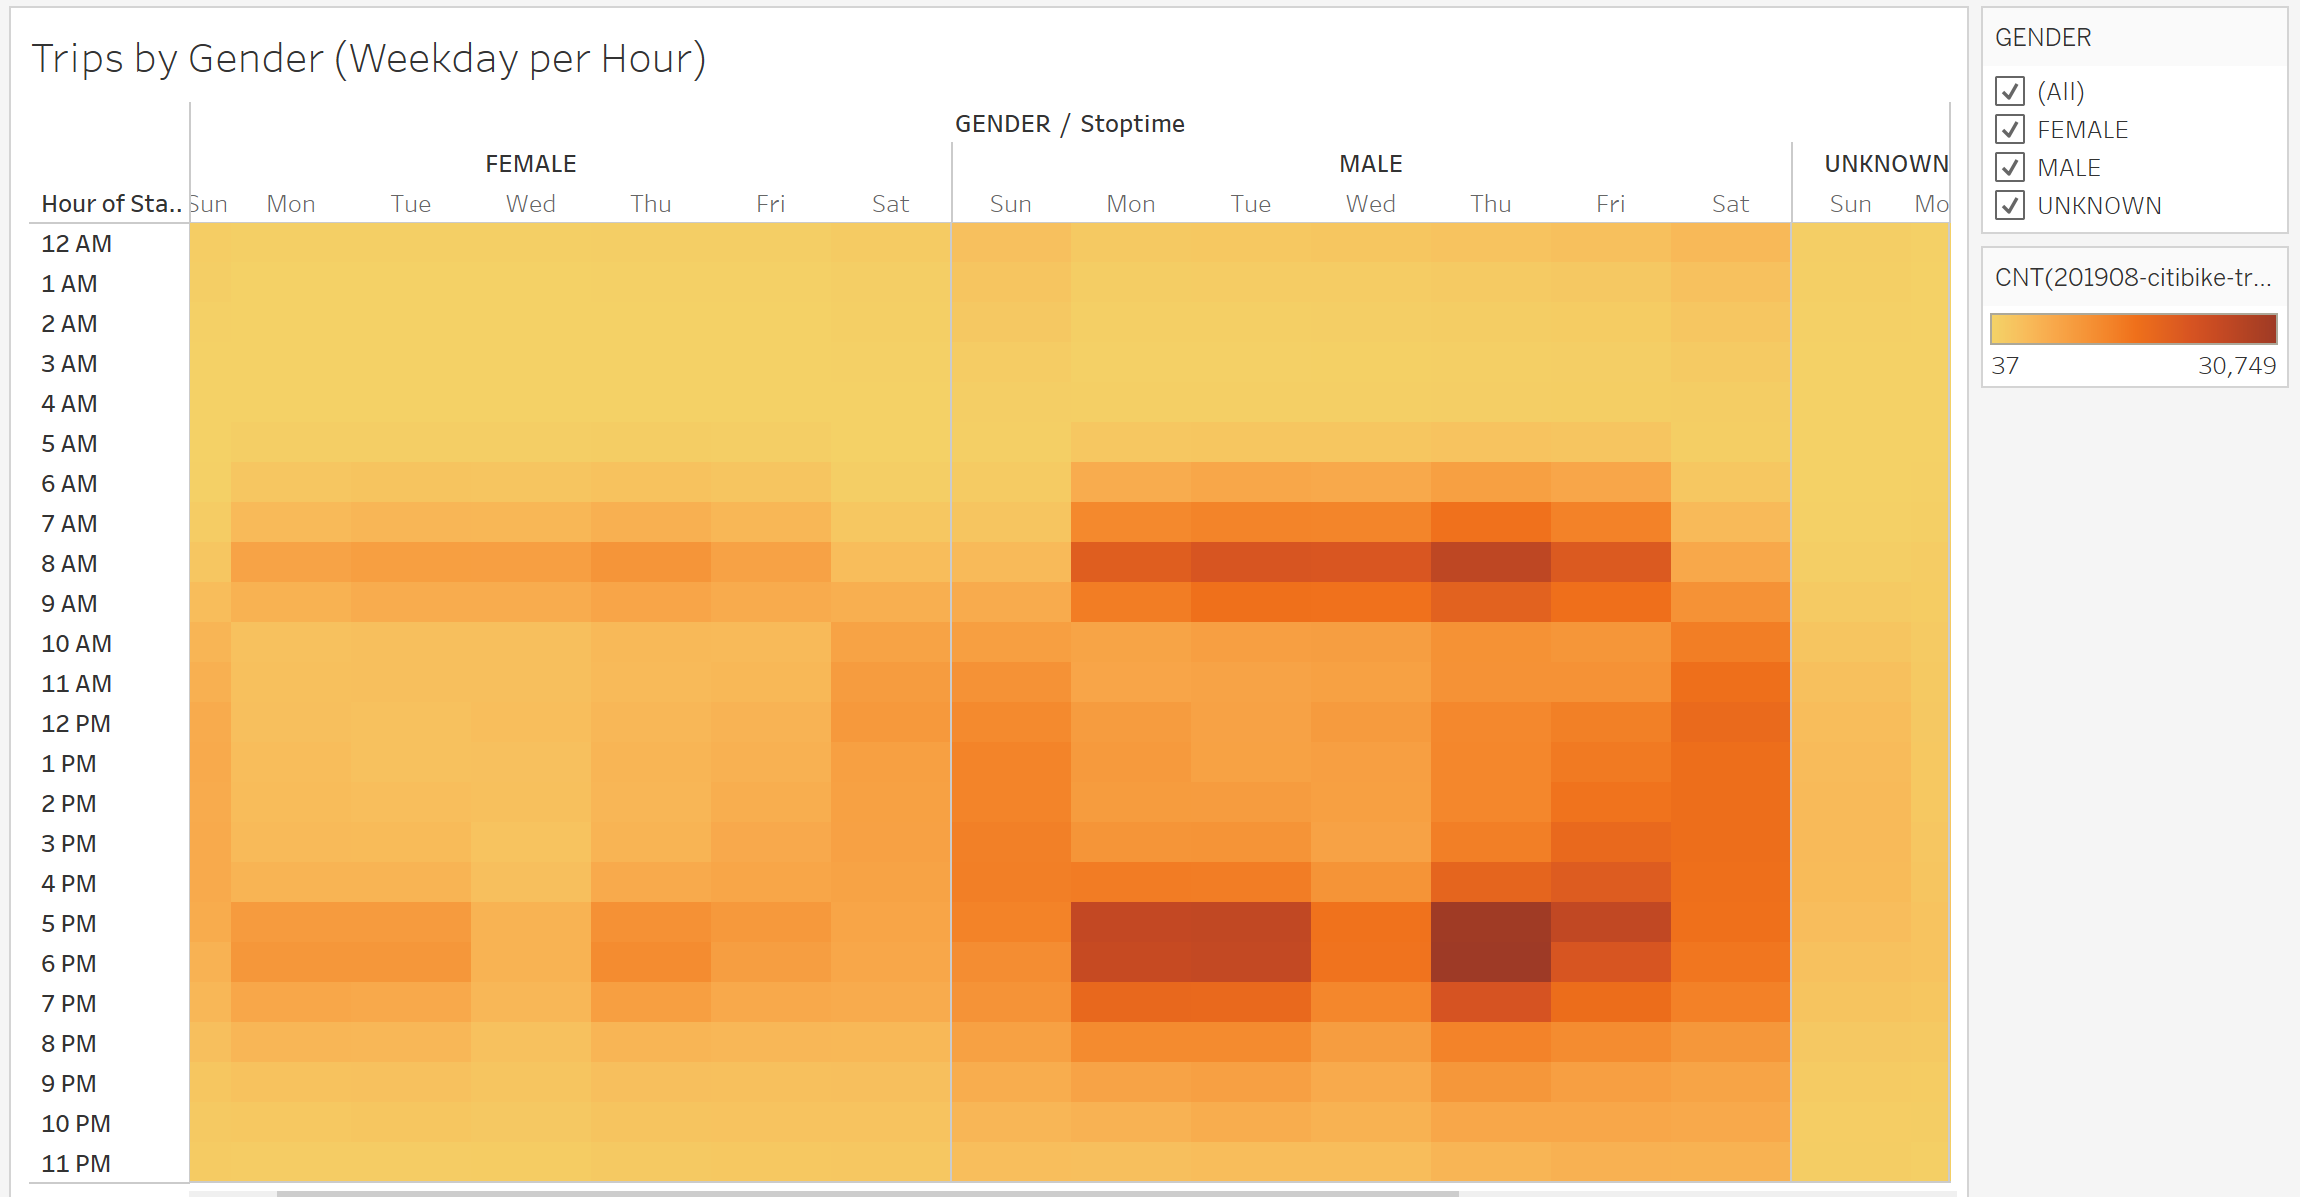 Trips by Gender (Weekday per Hour)
GENDER / Stoptime
FEMALE MALE UNKNOWN
Hour of Sta.. Sun Mon Tue Wed Thu Fri Sat Sun Mon Tue Wed Thu Fri Sat Sun Mo
12 AM
1 AM
2 AM
3 AM
4 AM
5 AM
6 AM
7 AM
8 AM
9 AM
10 AM
11 AM
12 PM
1 PM
2 PM
3 PM
4 PM
5 PM
6 PM
7 PM
8 PM
9 PM
10 PM
11 PM
GENDER
(All)
FEMALE
MALE
UNKNOWN
CNT(201908-citibike-tr...
37 30,749